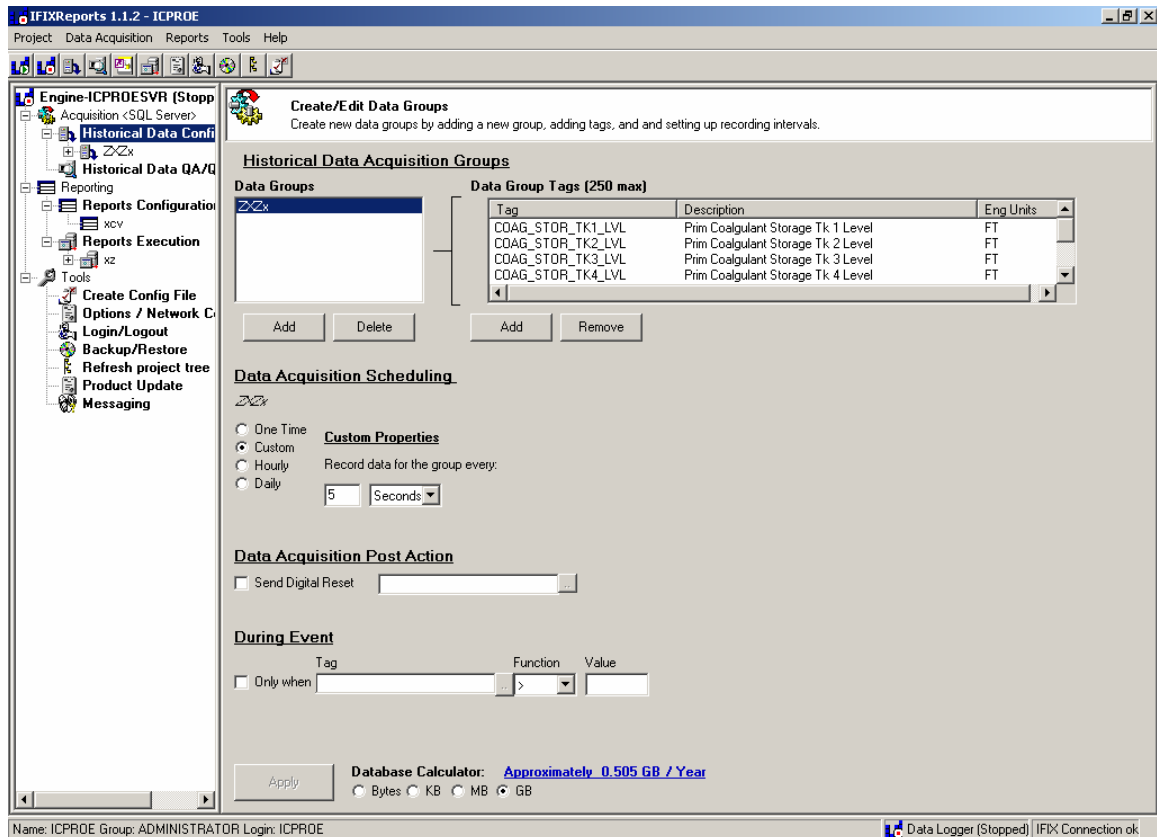 IFIXReports 1.1.2 - ICPROE
Project Data Acquisition Reports Tools Help
Engine-ICPROESVR (Stopp
Acquisition <SQL Server>
Historical Data Confi
ZXZx
Historical Data QA/Q
Reporting
Reports Configuration
xcv
Reports Execution
xz
Tools
Create Config File
Options / Network C
Login/Logout
Backup/Restore
Refresh project tree
Product Update
Messaging
Create/Edit Data Groups
Create new data groups by adding a new group, adding tags, and and setting up recording intervals.
Historical Data Acquisition Groups
Data Groups
ZXZx
Add Delete
Data Group Tags (250 max)
Tag Description Eng Units
COAG_STOR_TK1_LVL Prim Coalgulant Storage Tk 1 Level FT
COAG_STOR_TK2_LVL Prim Coalgulant Storage Tk 2 Level FT
COAG_STOR_TK3_LVL Prim Coalgulant Storage Tk 3 Level FT
COAG_STOR_TK4_LVL Prim Coalgulant Storage Tk 4 Level FT
Add Remove
Data Acquisition Scheduling
ZXZx
One Time
Custom
Hourly
Daily
Custom Properties
Record data for the group every:
5 Seconds
Data Acquisition Post Action
Send Digital Reset ..
During Event
Tag Function Value
Only when .. >
Apply
Database Calculator: Approximately 0.505 GB / Year
Bytes KB MB GB
Name: ICPROE Group: ADMINISTRATOR Login: ICPROE
Data Logger (Stopped) IFIX Connection ok